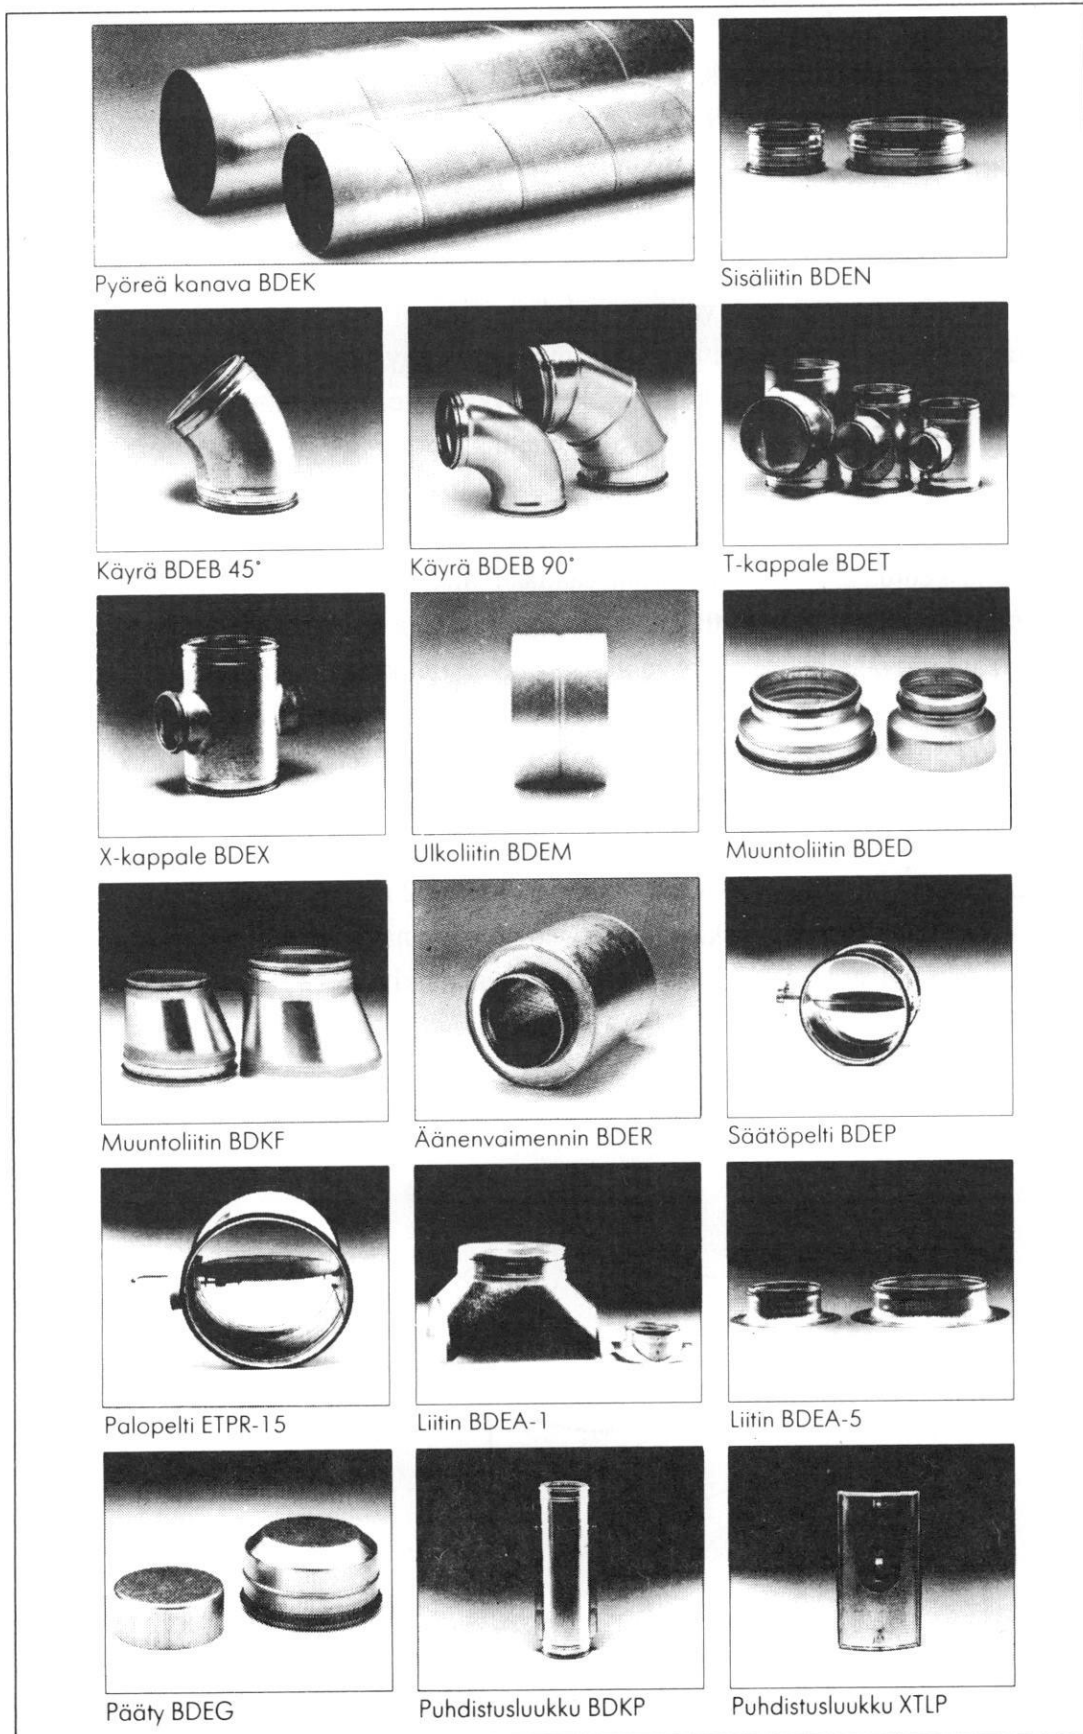 Pyöreä kanava BDEK
Sisäliitin BDEN
Käyrä BDEB 45°
Käyrä BDEB 90°
T-kappale BDET
X-kappale BDEX
Ulkoliitin BDEM
Muuntoliitin BDED
Muuntoliitin BDKF
Äänenvaimennin BDER
Säätöpelti BDEP
Palopelti ETPR-15
Liitin BDEA-1
Liitin BDEA-5
Pääty BDEG
Puhdistusluukku BDKP
Puhdistusluukku XTLP